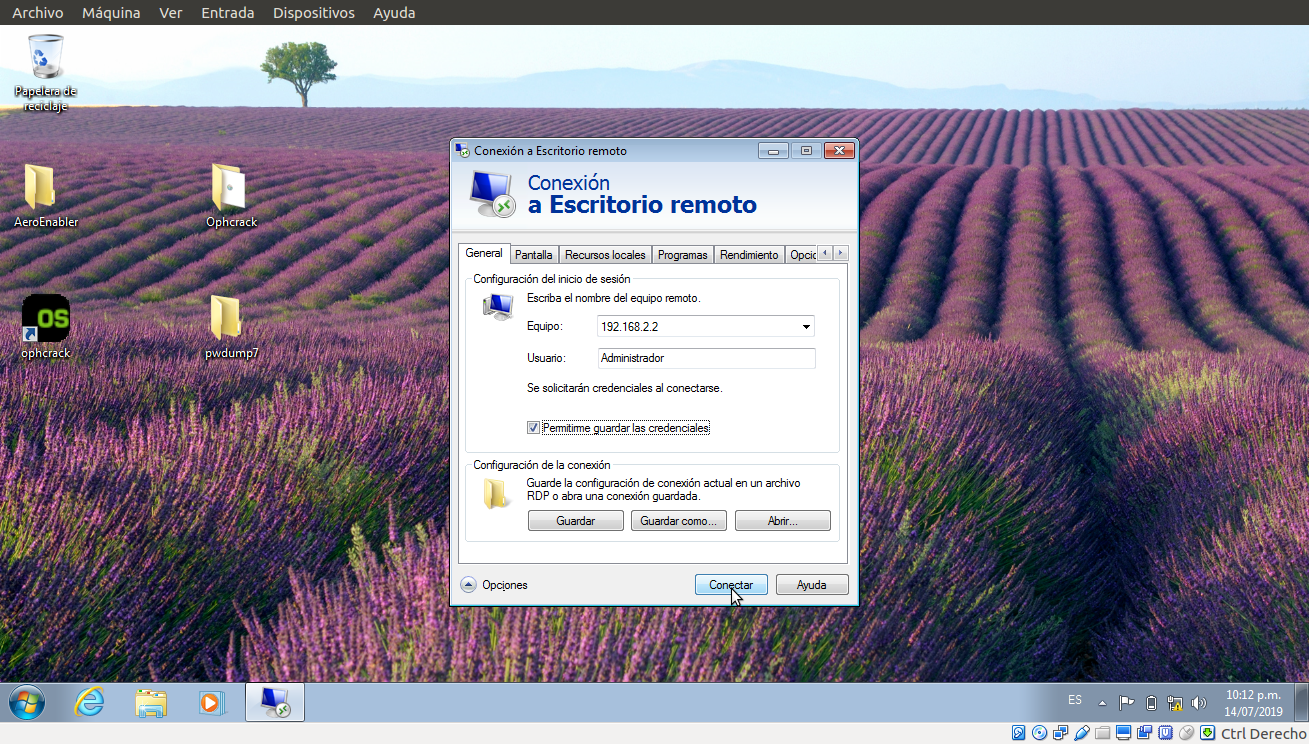 Archivo Máquina Ver Entrada Dispositivos Ayuda
Papelera de
reciclaje
AeroEnabler
Ophcrack
OS
ophcrack
pwdump7
Conexión a Escritorio remoto
Conexión
a Escritorio remoto
General Pantalla Recursos locales Programas Rendimiento Opcio
Configuración del inicio de sesión
Escriba el nombre del equipo remoto.
Equipo: 192.168.2.2
Usuario: Administrador
Se solicitarán credenciales al conectarse.
Permitirme guardar las credenciales
Configuración de la conexión
Guarde la configuración de conexión actual en un archivo
RDP o abra una conexión guardada.
Guardar Guardar como... Abrir...
Opciones Conectar Ayuda
ES 10:12 p.m.
14/07/2019
Ctrl Derecho